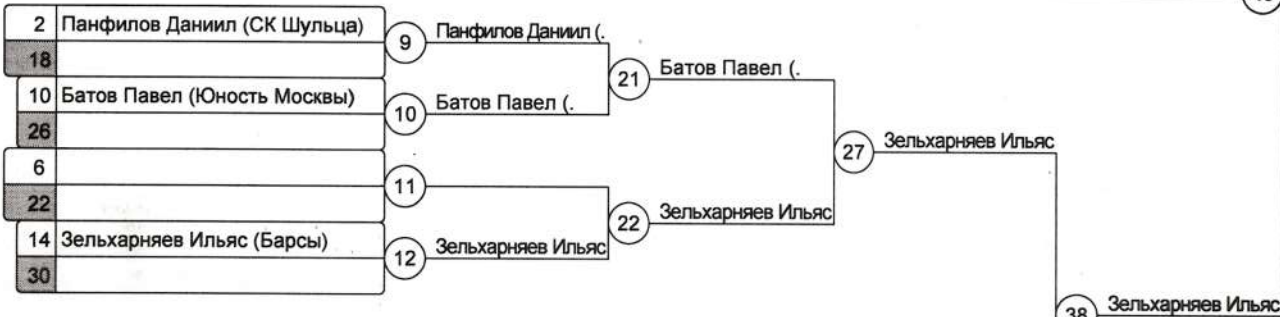 2 Панфилов Даниил (СК Шульца)
18
9 Панфилов Даниил (.
10 Батов Павел (Юность Москвы)
26
10 Батов Павел (.
21 Батов Павел (.
6
22
11
14 Зельхарняев Ильяс (Барсы)
30
12 Зельхарняев Ильяс
22 Зельхарняев Ильяс
27 Зельхарняев Ильяс
38 Зельхарняев Ильяс